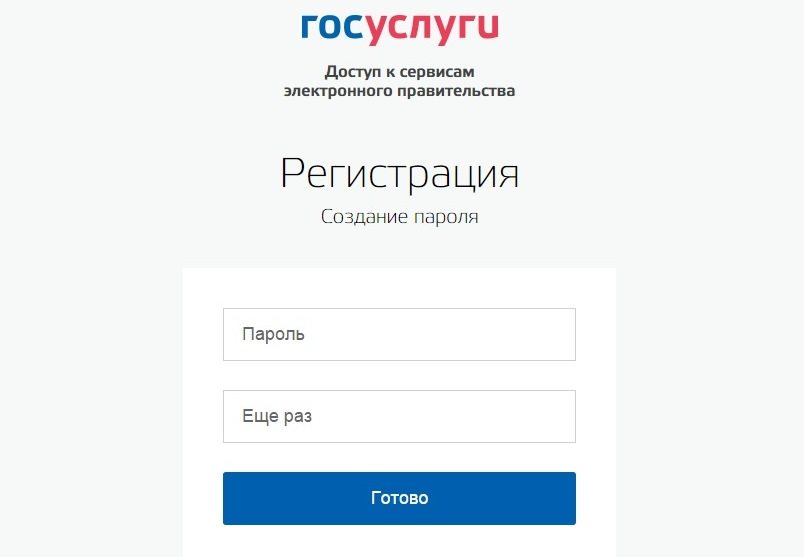 госуслуги
Доступ к сервисам
электронного правительства
Регистрация
Создание пароля
Пароль
Еще раз
Готово